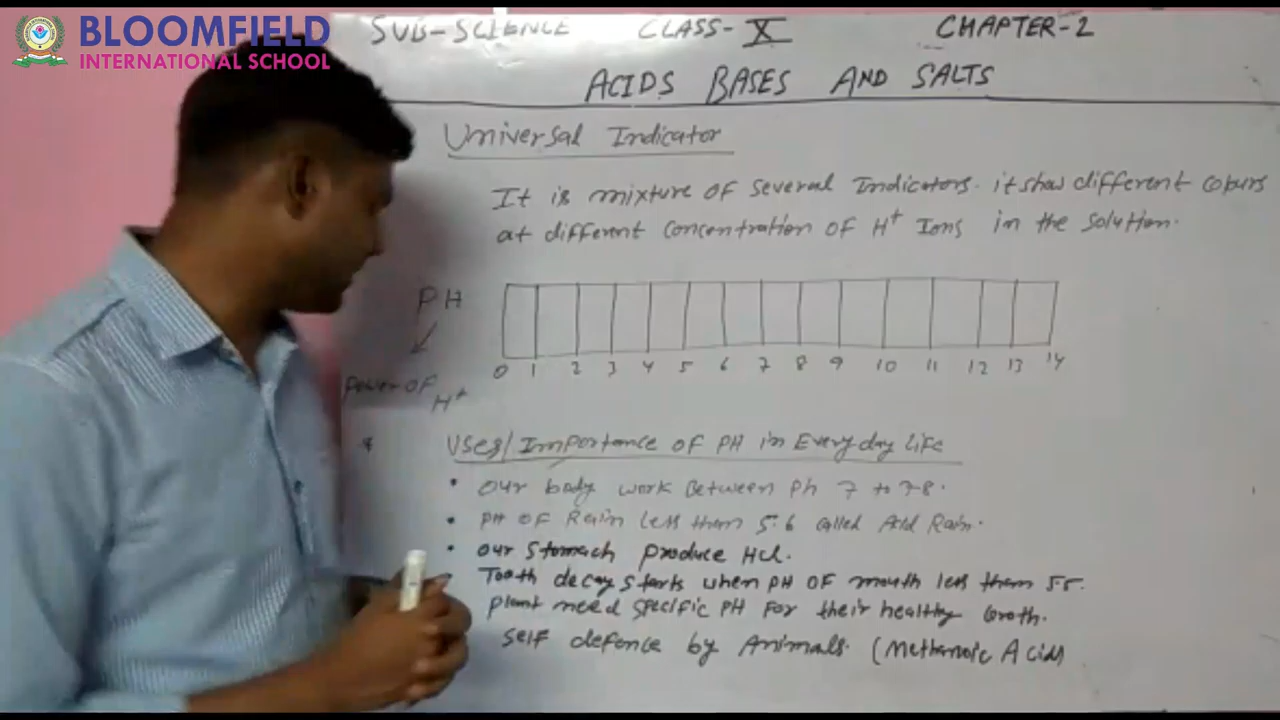 BLOOMFIELD
INTERNATIONAL SCHOOL
SUB-SCIENCE CLASS-X CHAPTER-2
ACIDS BASES AND SALTS
Universal Indicator
It is mixture of several Indicators. it show different colours
at different concentration of H+ Ions in the solution.
PH
0 1 2 3 4 5 6 7 8 9 10 11 12 13 14
Power OF H+
* Uses/Importance of PH in Everyday Life
• Our body work Between Ph 7 to 7.8.
• PH OF Rain less them 5.6 called Acid Rain.
• Our Stomach produce HCl.
Tooth decay starts when PH OF mouth less them 5.5.
plant need specific PH For their healthy Groth.
Self defence by Animals. (Methanoic Acid)